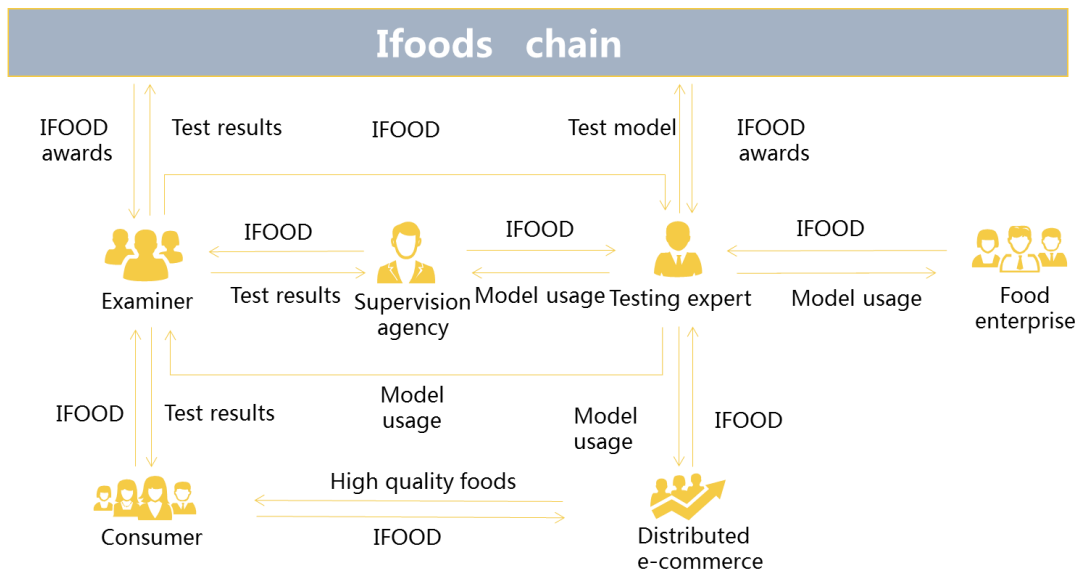 Ifoods chain
IFOOD
awards
Test results
IFOOD
Test model
IFOOD
awards
IFOOD
IFOOD
IFOOD
Examiner
Test results
Supervision
agency
Model usage
Testing expert
Model usage
Food
enterprise
IFOOD
Test results
Model
usage
Model
usage
IFOOD
High quality foods
Consumer
IFOOD
Distributed
e-commerce